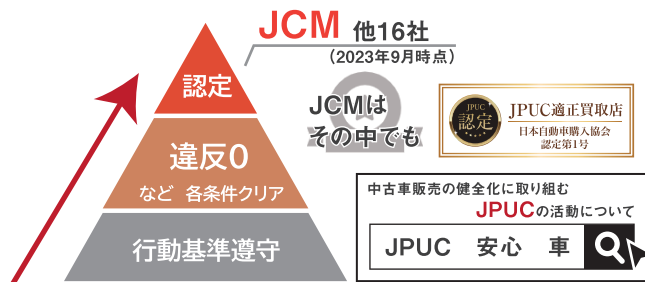 JCM 他16社
(2023年9月時点)
認定
JCMは
その中でも
JPUC
認定
JPUC適正買取店
日本自動車購入協会
認定第1号
違反0
など 各条件クリア
行動基準遵守
中古車販売の健全化に取り組む
JPUCの活動について
JPUC 安心 車